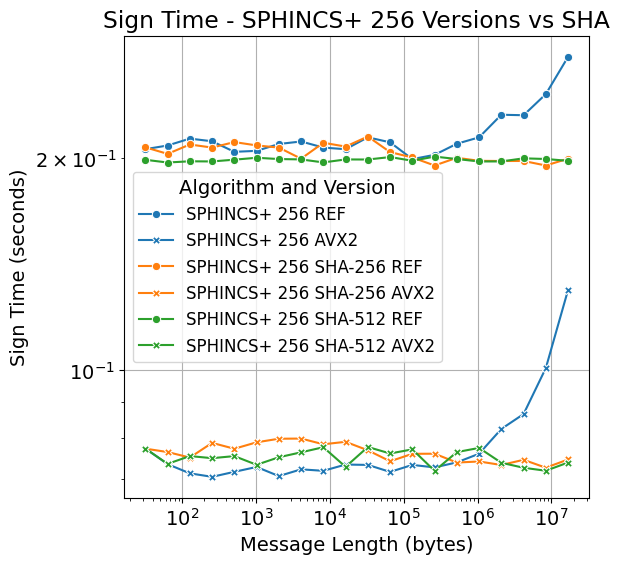 Sign Time - SPHINCS+ 256 Versions vs SHA
Sign Time (seconds)
2 × 10⁻¹
10⁻¹
Algorithm and Version
SPHINCS+ 256 REF
SPHINCS+ 256 AVX2
SPHINCS+ 256 SHA-256 REF
SPHINCS+ 256 SHA-256 AVX2
SPHINCS+ 256 SHA-512 REF
SPHINCS+ 256 SHA-512 AVX2
10² 10³ 10⁴ 10⁵ 10⁶ 10⁷
Message Length (bytes)